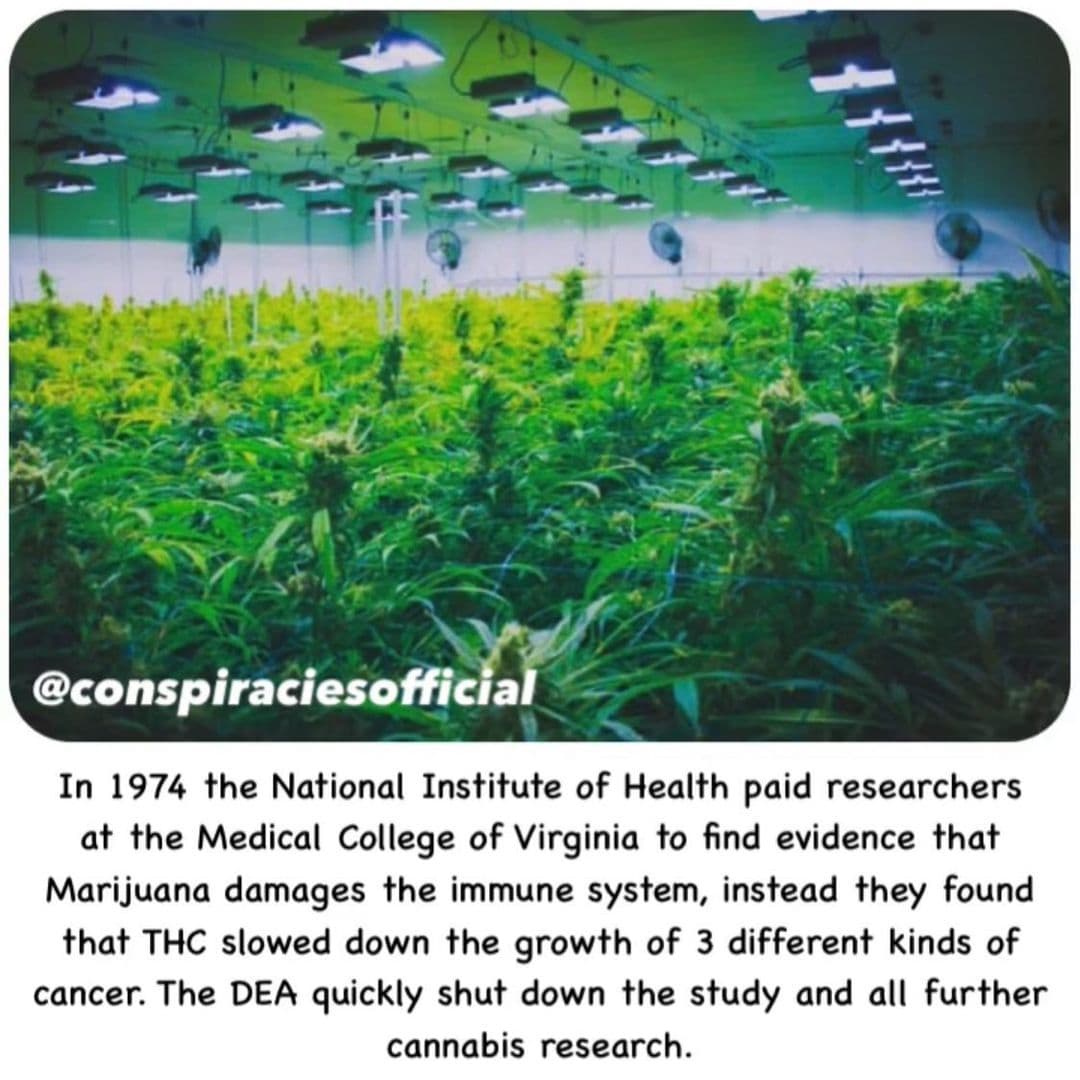 @conspiraciesofficial
In 1974 the National Institute of Health paid researchers
at the Medical College of Virginia to find evidence that
Marijuana damages the immune system, instead they found
that THC slowed down the growth of 3 different kinds of
cancer. The DEA quickly shut down the study and all further
cannabis research.